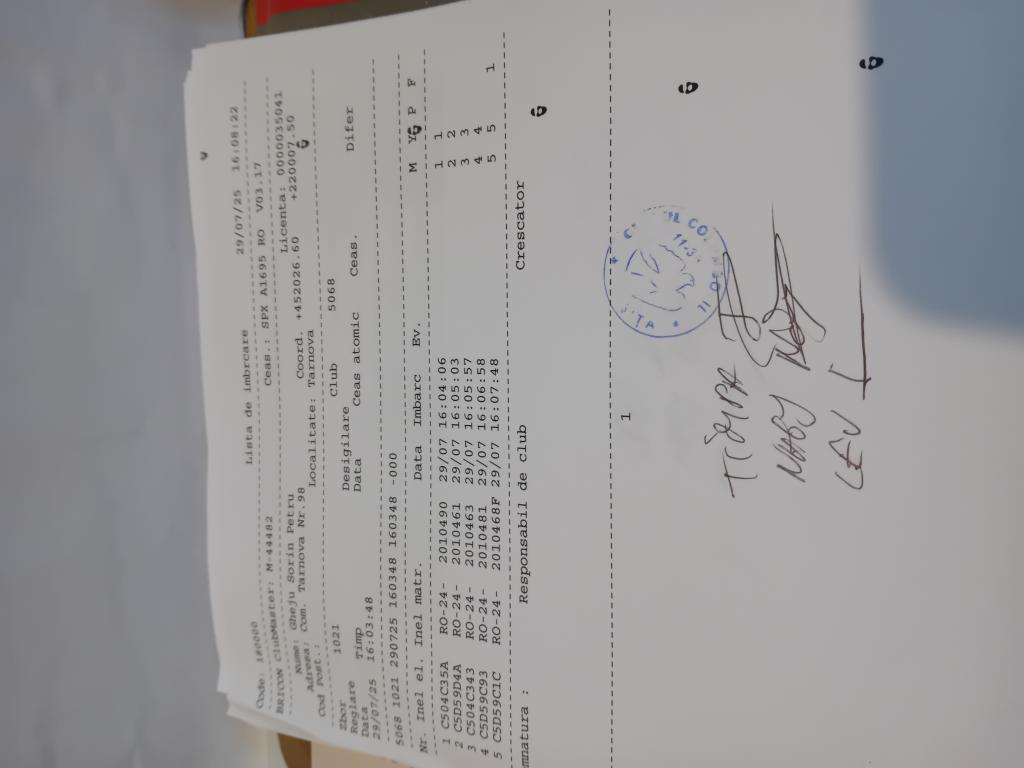 Code: 180000 Lista de imbrcare 29/07/25 16:08:22
BRICON ClubMaster: M-44482 Ceas.: SPX A1695 RO V03.17
Nume: Gheju Sorin Petru Licenta: 0000035041
Adresa: Com. Tarnova Nr.98 Coord. +452026.60 +220007.50
Cod Post.: Localitate: Tarnova
Zbor 1021 Club 5068
Reglare Desigilare
Data Timp Data Ceas atomic Ceas. Difer
29/07/25 16:03:48
5068 1021 290725 160348 160348 -000
Nr. Inel el. Inel matr. Data Imbarc Ev. M P F
1 C504C35A RO-24- 2010490 29/07 16:04:06 1 1
2 C5D59D4A RO-24- 2010461 29/07 16:05:03 2 2
3 C504C343 RO-24- 2010463 29/07 16:05:57 3 3
4 C5D59C93 RO-24- 2010481 29/07 16:06:58 4 4
5 C5D59C1C RO-24- 2010468F 29/07 16:07:48 5 5 1
mnatura : Responsabil de club Crescator
1